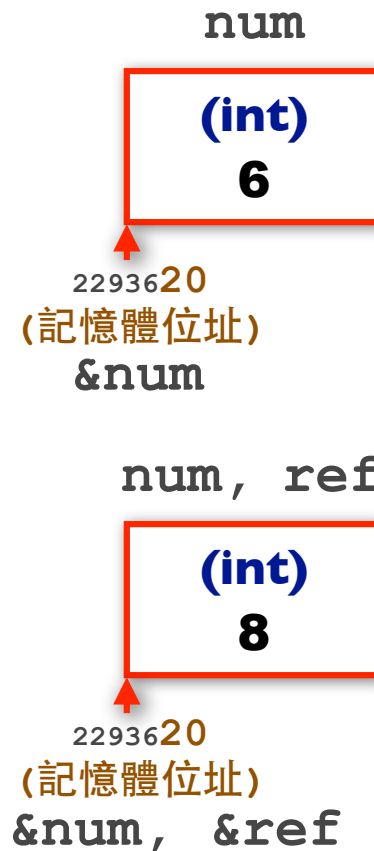 num
(int)
6
2293620
(記憶體位址)
&num
num, ref
(int)
8
2293620
(記憶體位址)
&num, &ref